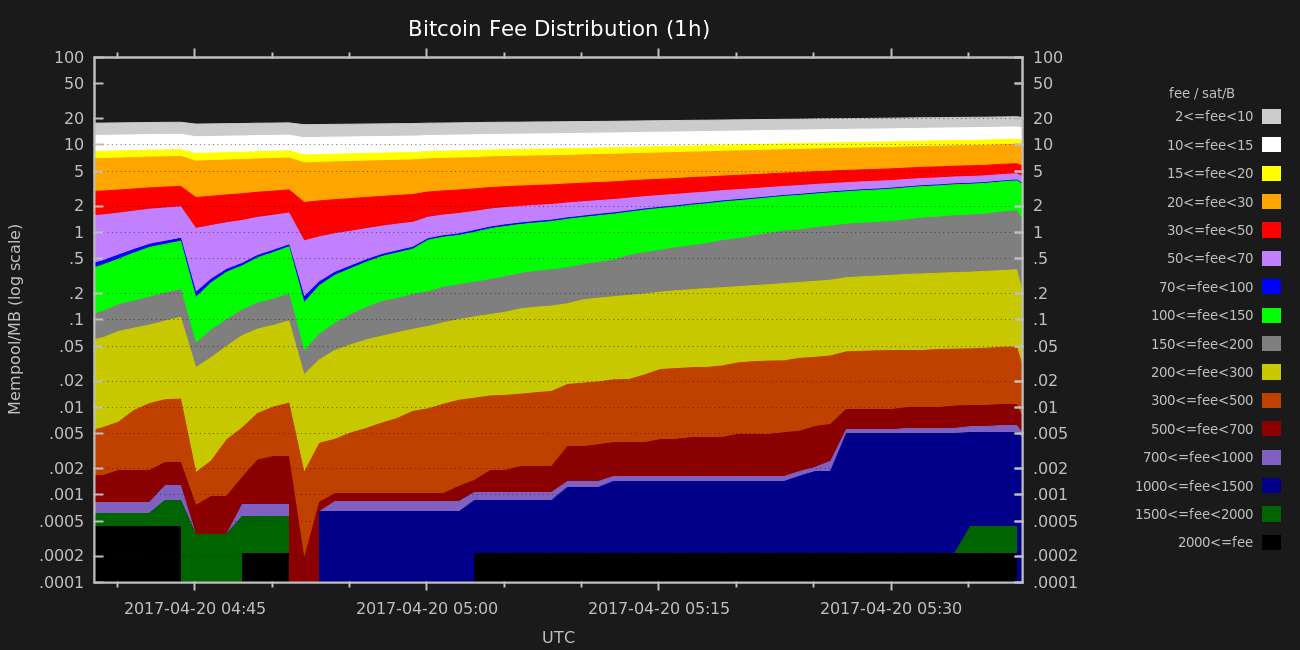 Bitcoin Fee Distribution (1h)
100
50
20
10
5
2
1
.5
.2
.1
.05
.02
.01
.005
.002
.001
.0005
.0002
.0001
Mempool/MB (log scale)
100
50
20
10
5
2
1
.5
.2
.1
.05
.02
.01
.005
.002
.001
.0005
.0002
.0001
2017-04-20 04:45
2017-04-20 05:00
2017-04-20 05:15
2017-04-20 05:30
UTC
fee / sat/B
2<=fee<10
10<=fee<15
15<=fee<20
20<=fee<30
30<=fee<50
50<=fee<70
70<=fee<100
100<=fee<150
150<=fee<200
200<=fee<300
300<=fee<500
500<=fee<700
700<=fee<1000
1000<=fee<1500
1500<=fee<2000
2000<=fee